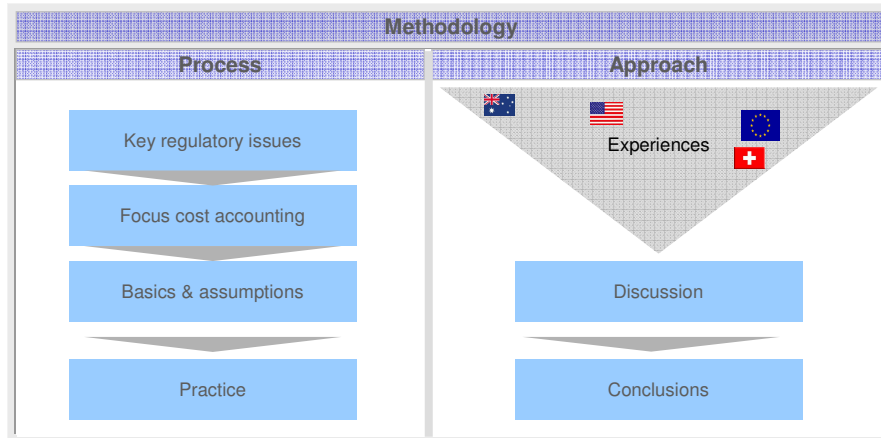 Methodology
Process
Key regulatory issues
Focus cost accounting
Basics & assumptions
Practice
Approach
Experiences
Discussion
Conclusions